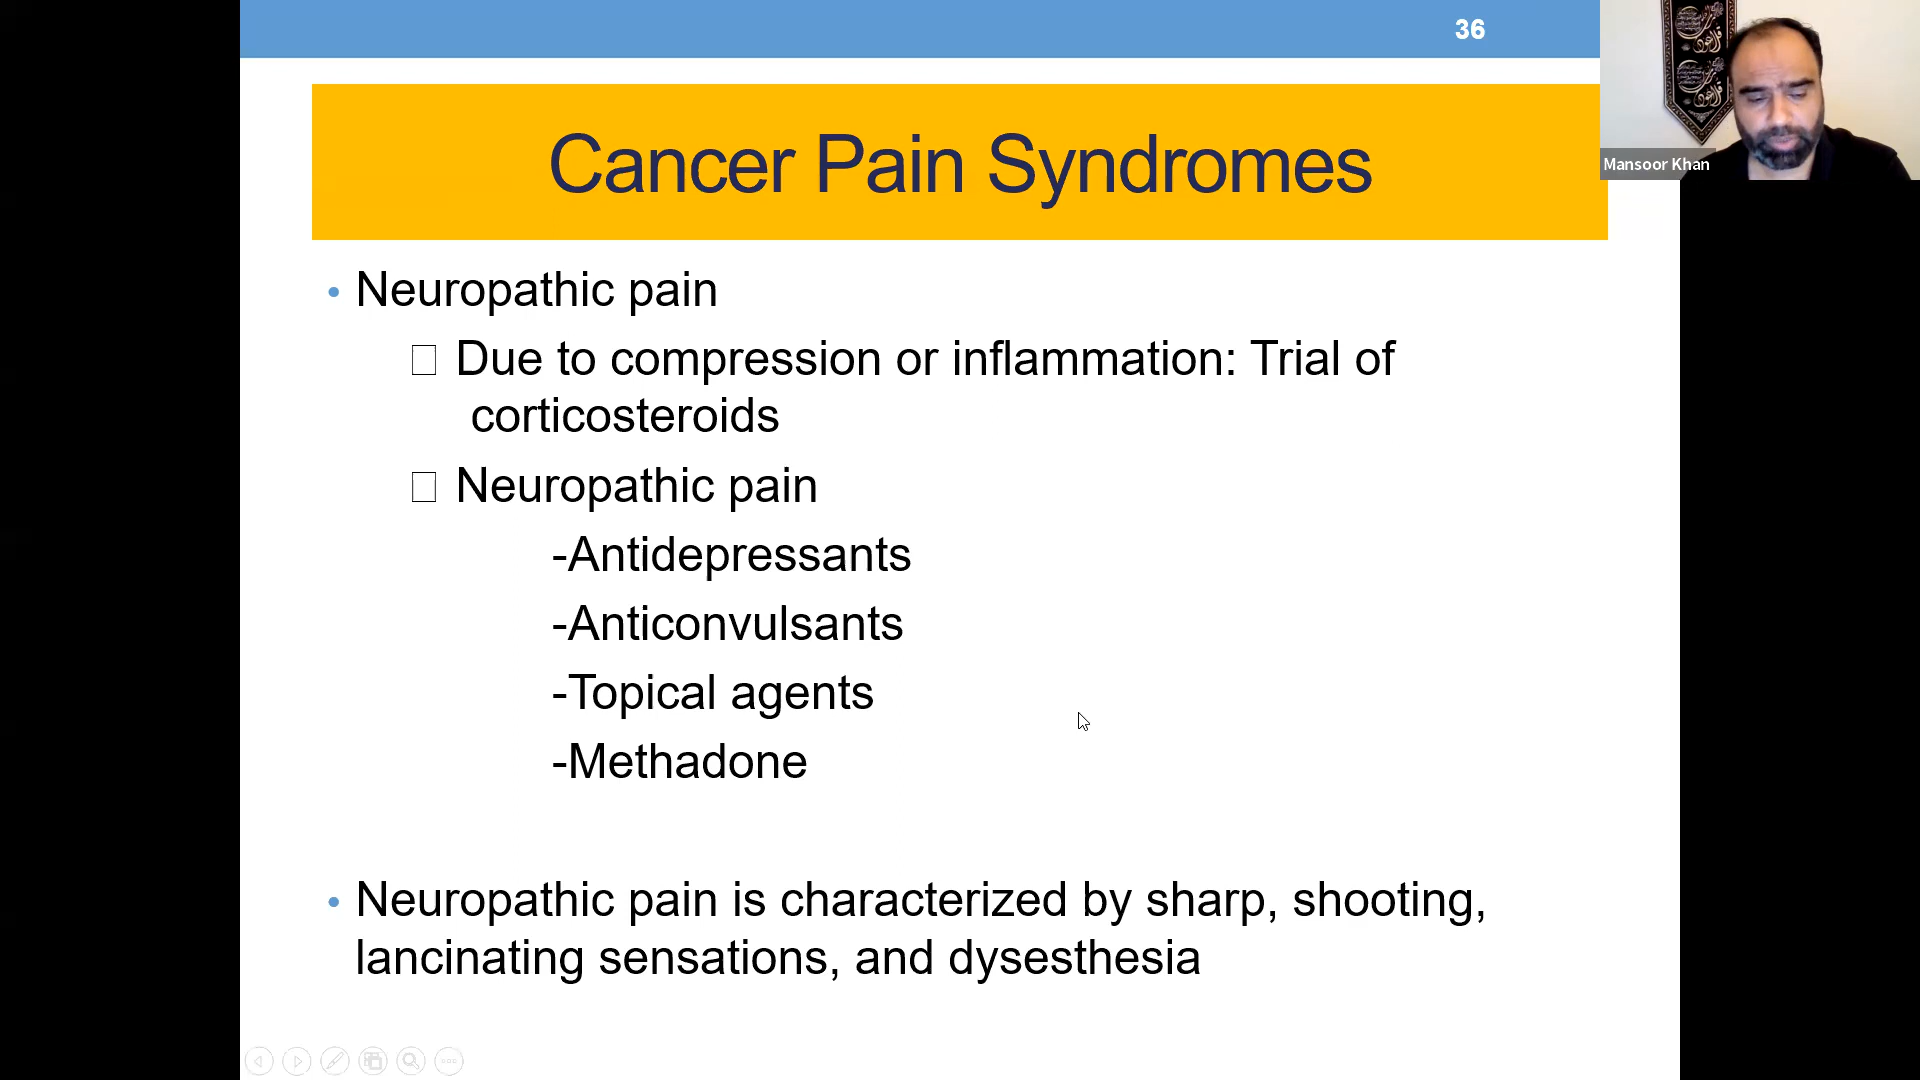 36
Cancer Pain Syndromes
Mansoor Khan
• Neuropathic pain
Due to compression or inflammation: Trial of
corticosteroids
Neuropathic pain
-Antidepressants
-Anticonvulsants
-Topical agents
-Methadone
• Neuropathic pain is characterized by sharp, shooting,
lancinating sensations, and dysesthesia